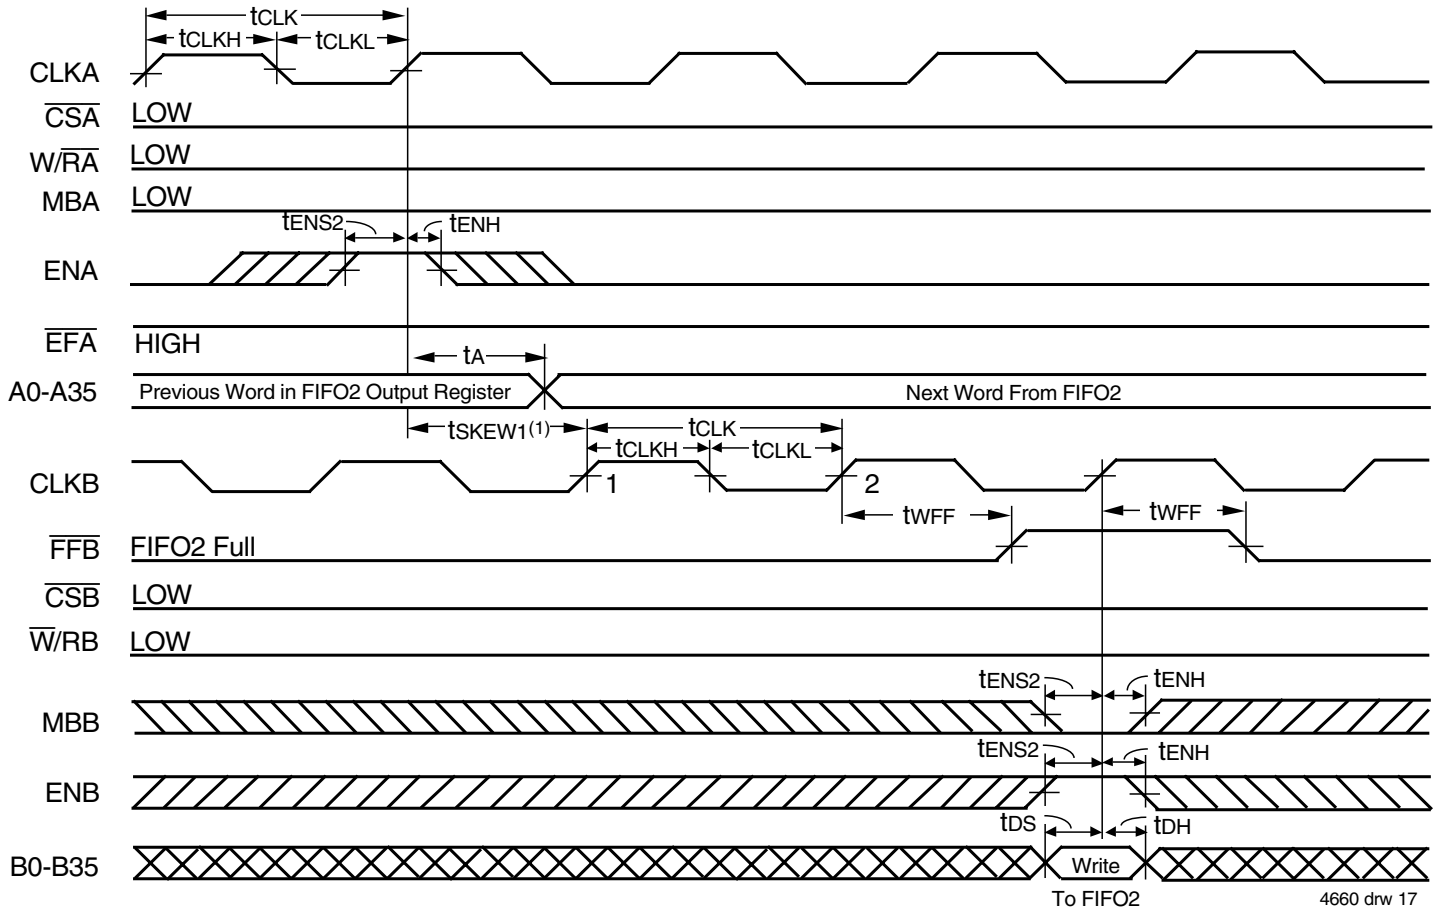 tCLK
tCLKH tCLKL
CLKA
CSA LOW
W/RA LOW
MBA LOW
tENS2 tENH
ENA
EFA HIGH
tA
A0-A35 Previous Word in FIFO2 Output Register Next Word From FIFO2
tSKEW1(1) tCLK
tCLKH tCLKL
CLKB 1 2
tWFF tWFF
FFB FIFO2 Full
CSB LOW
W/RB LOW
tENS2 tENH
MBB
tENS2 tENH
ENB
tDS tDH
B0-B35 Write
To FIFO2 4660 drw 17